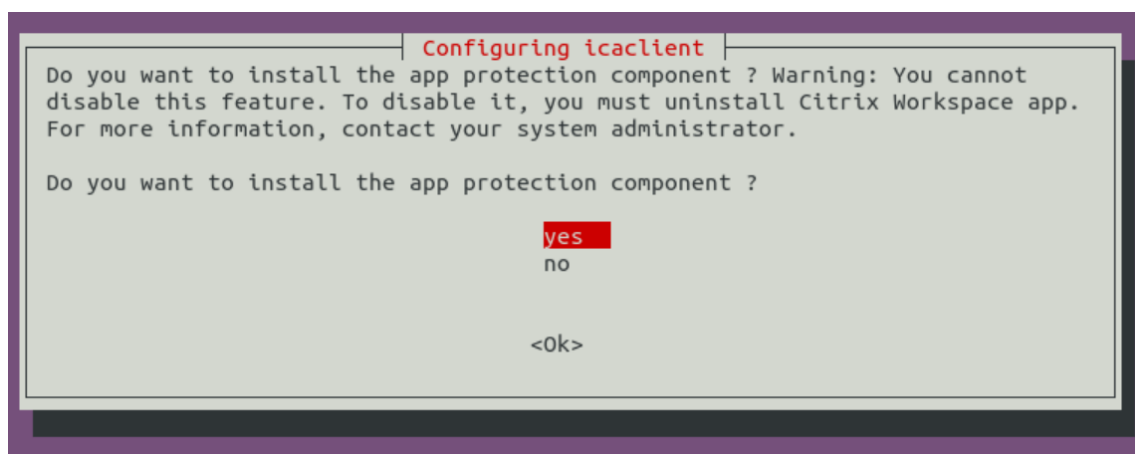 Configuring icaclient
Do you want to install the app protection component ? Warning: You cannot
disable this feature. To disable it, you must uninstall Citrix Workspace app.
For more information, contact your system administrator.
Do you want to install the app protection component ?
yes
no
<Ok>